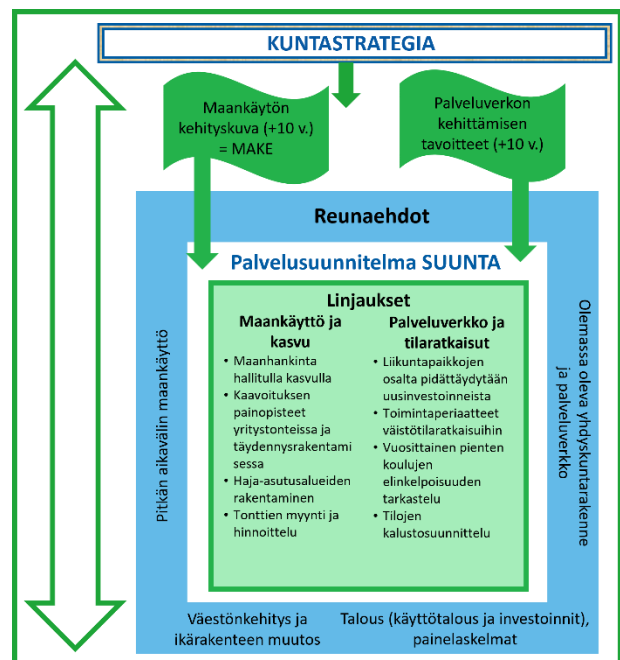 KUNTASTRATEGIA
Maankäytön
kehityskuva (+10 v.)
= MAKE
Palveluverkon
kehittämisen
tavoitteet (+10 v.)
Reunaehdot
Palvelusuunnitelma SUUNTA
Pitkän aikavälin maankäyttö
Linjaukset
Maankäyttö ja
kasvu
• Maanhankinta
hallitulla kasvulla
• Kaavoituksen
painopisteet
yritystonteissa ja
täydennysrakentami
sessa
• Haja-asutusalueiden
rakentaminen
• Tonttien myynti ja
hinnoittelu
Palveluverkko ja
tilaratkaisut
• Liikuntapaikkojen
osalta pidättäydytään
uusinvestoinneista
• Toimintaperiaatteet
väistötilaratkaisuihin
• Vuosittainen pienten
koulujen
elinkelpoisuuden
tarkastelu
• Tilojen
kalustosuunnittelu
Olemassa oleva yhdyskuntarakenne
ja palveluverkko
Väestönkehitys ja
ikärakenteen muutos
Talous (käyttötalous ja investoinnit),
painelaskelmat